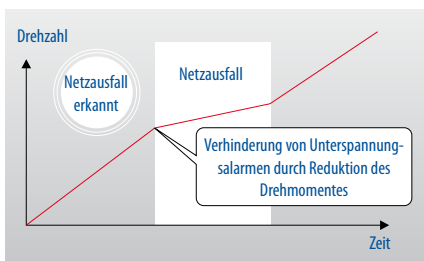 Drehzahl
Netzausfall
erkannt
Netzausfall
Verhinderung von Unterspannung-
salarmen durch Reduktion des
Drehmomentes
Zeit